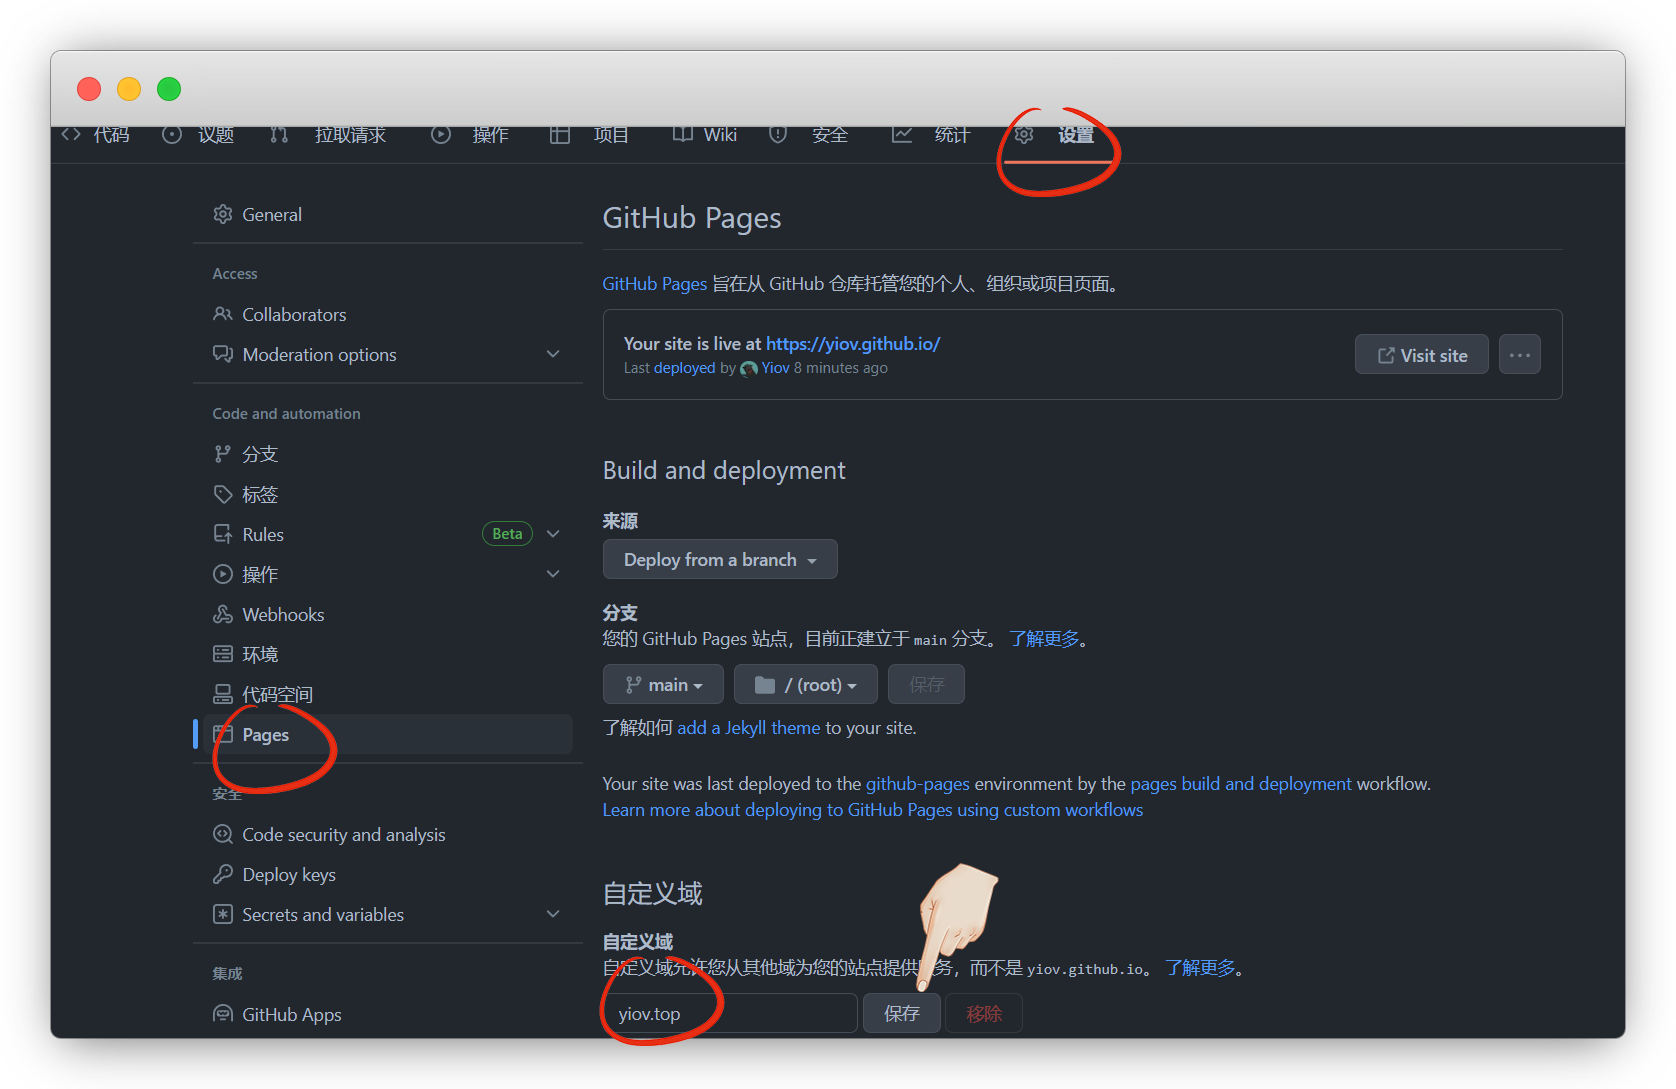 代码 议题 拉取请求 操作 项目 Wiki 安全 统计 设置
General
Access
Collaborators
Moderation options
Code and automation
分支
标签
Rules Beta
操作
Webhooks
环境
代码空间
Pages
安全
Code security and analysis
Deploy keys
Secrets and variables
集成
GitHub Apps
GitHub Pages
GitHub Pages 旨在从 GitHub 仓库托管您的个人、组织或项目页面。
Your site is live at https://yiov.github.io/
Last deployed by Yiov 8 minutes ago
Visit site
Build and deployment
来源
Deploy from a branch
分支
您的 GitHub Pages 站点，目前正建立于 main 分支。 了解更多。
main / (root) 保存
了解如何 add a Jekyll theme to your site.
Your site was last deployed to the github-pages environment by the pages build and deployment workflow.
Learn more about deploying to GitHub Pages using custom workflows
自定义域
自定义域
自定义域允许您从其他域为您的站点提供服务，而不是 yiov.github.io。 了解更多。
yiov.top 保存 移除